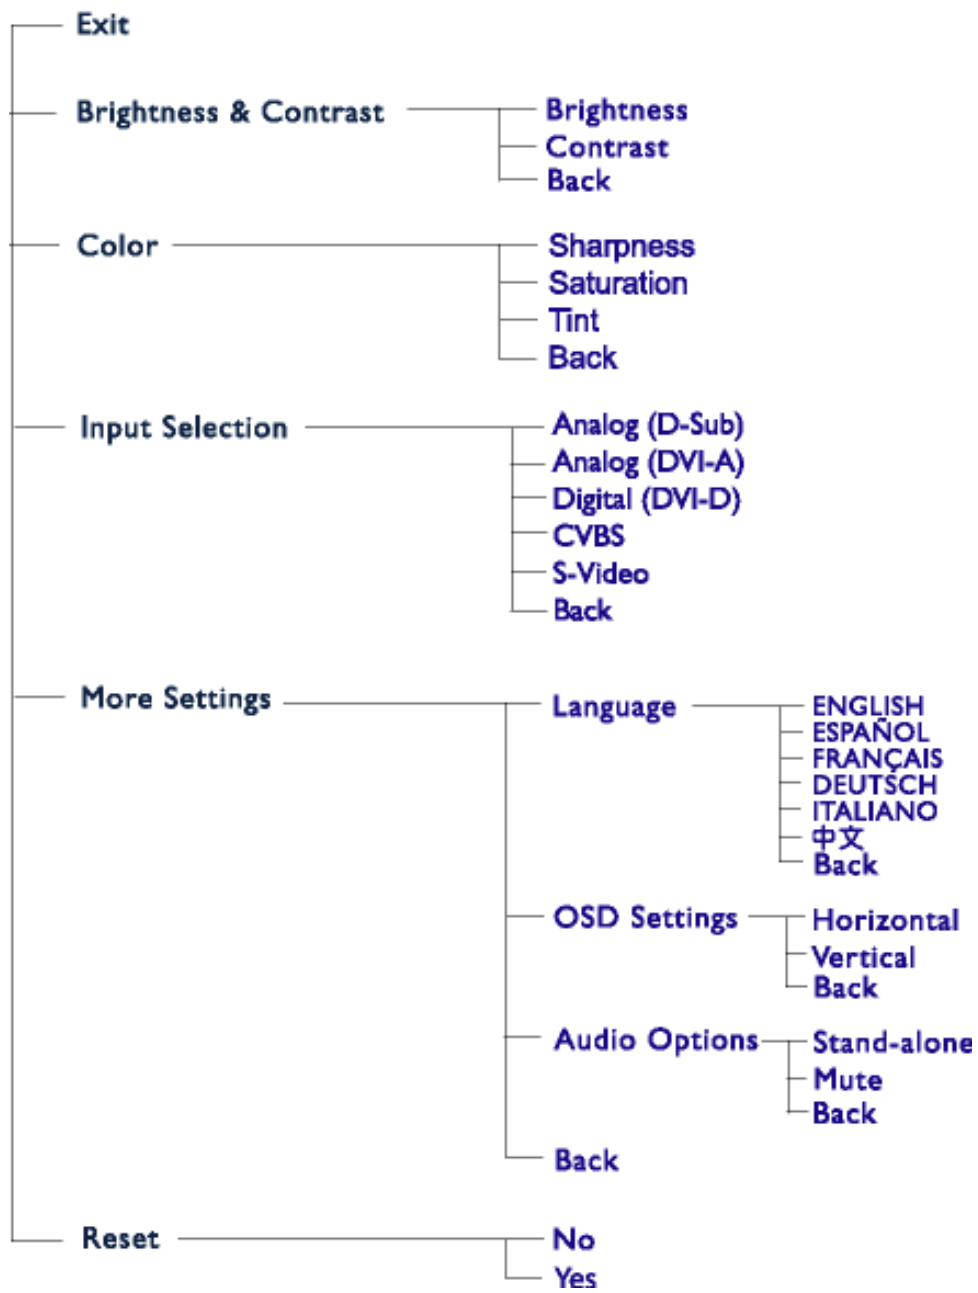 Exit
Brightness & Contrast
Brightness
Contrast
Back
Color
Sharpness
Saturation
Tint
Back
Input Selection
Analog (D-Sub)
Analog (DVI-A)
Digital (DVI-D)
CVBS
S-Video
Back
More Settings
Language
ENGLISH
ESPAÑOL
FRANÇAIS
DEUTSCH
ITALIANO
中文
Back
OSD Settings
Horizontal
Vertical
Back
Audio Options
Stand-alone
Mute
Back
Back
Reset
No
Yes